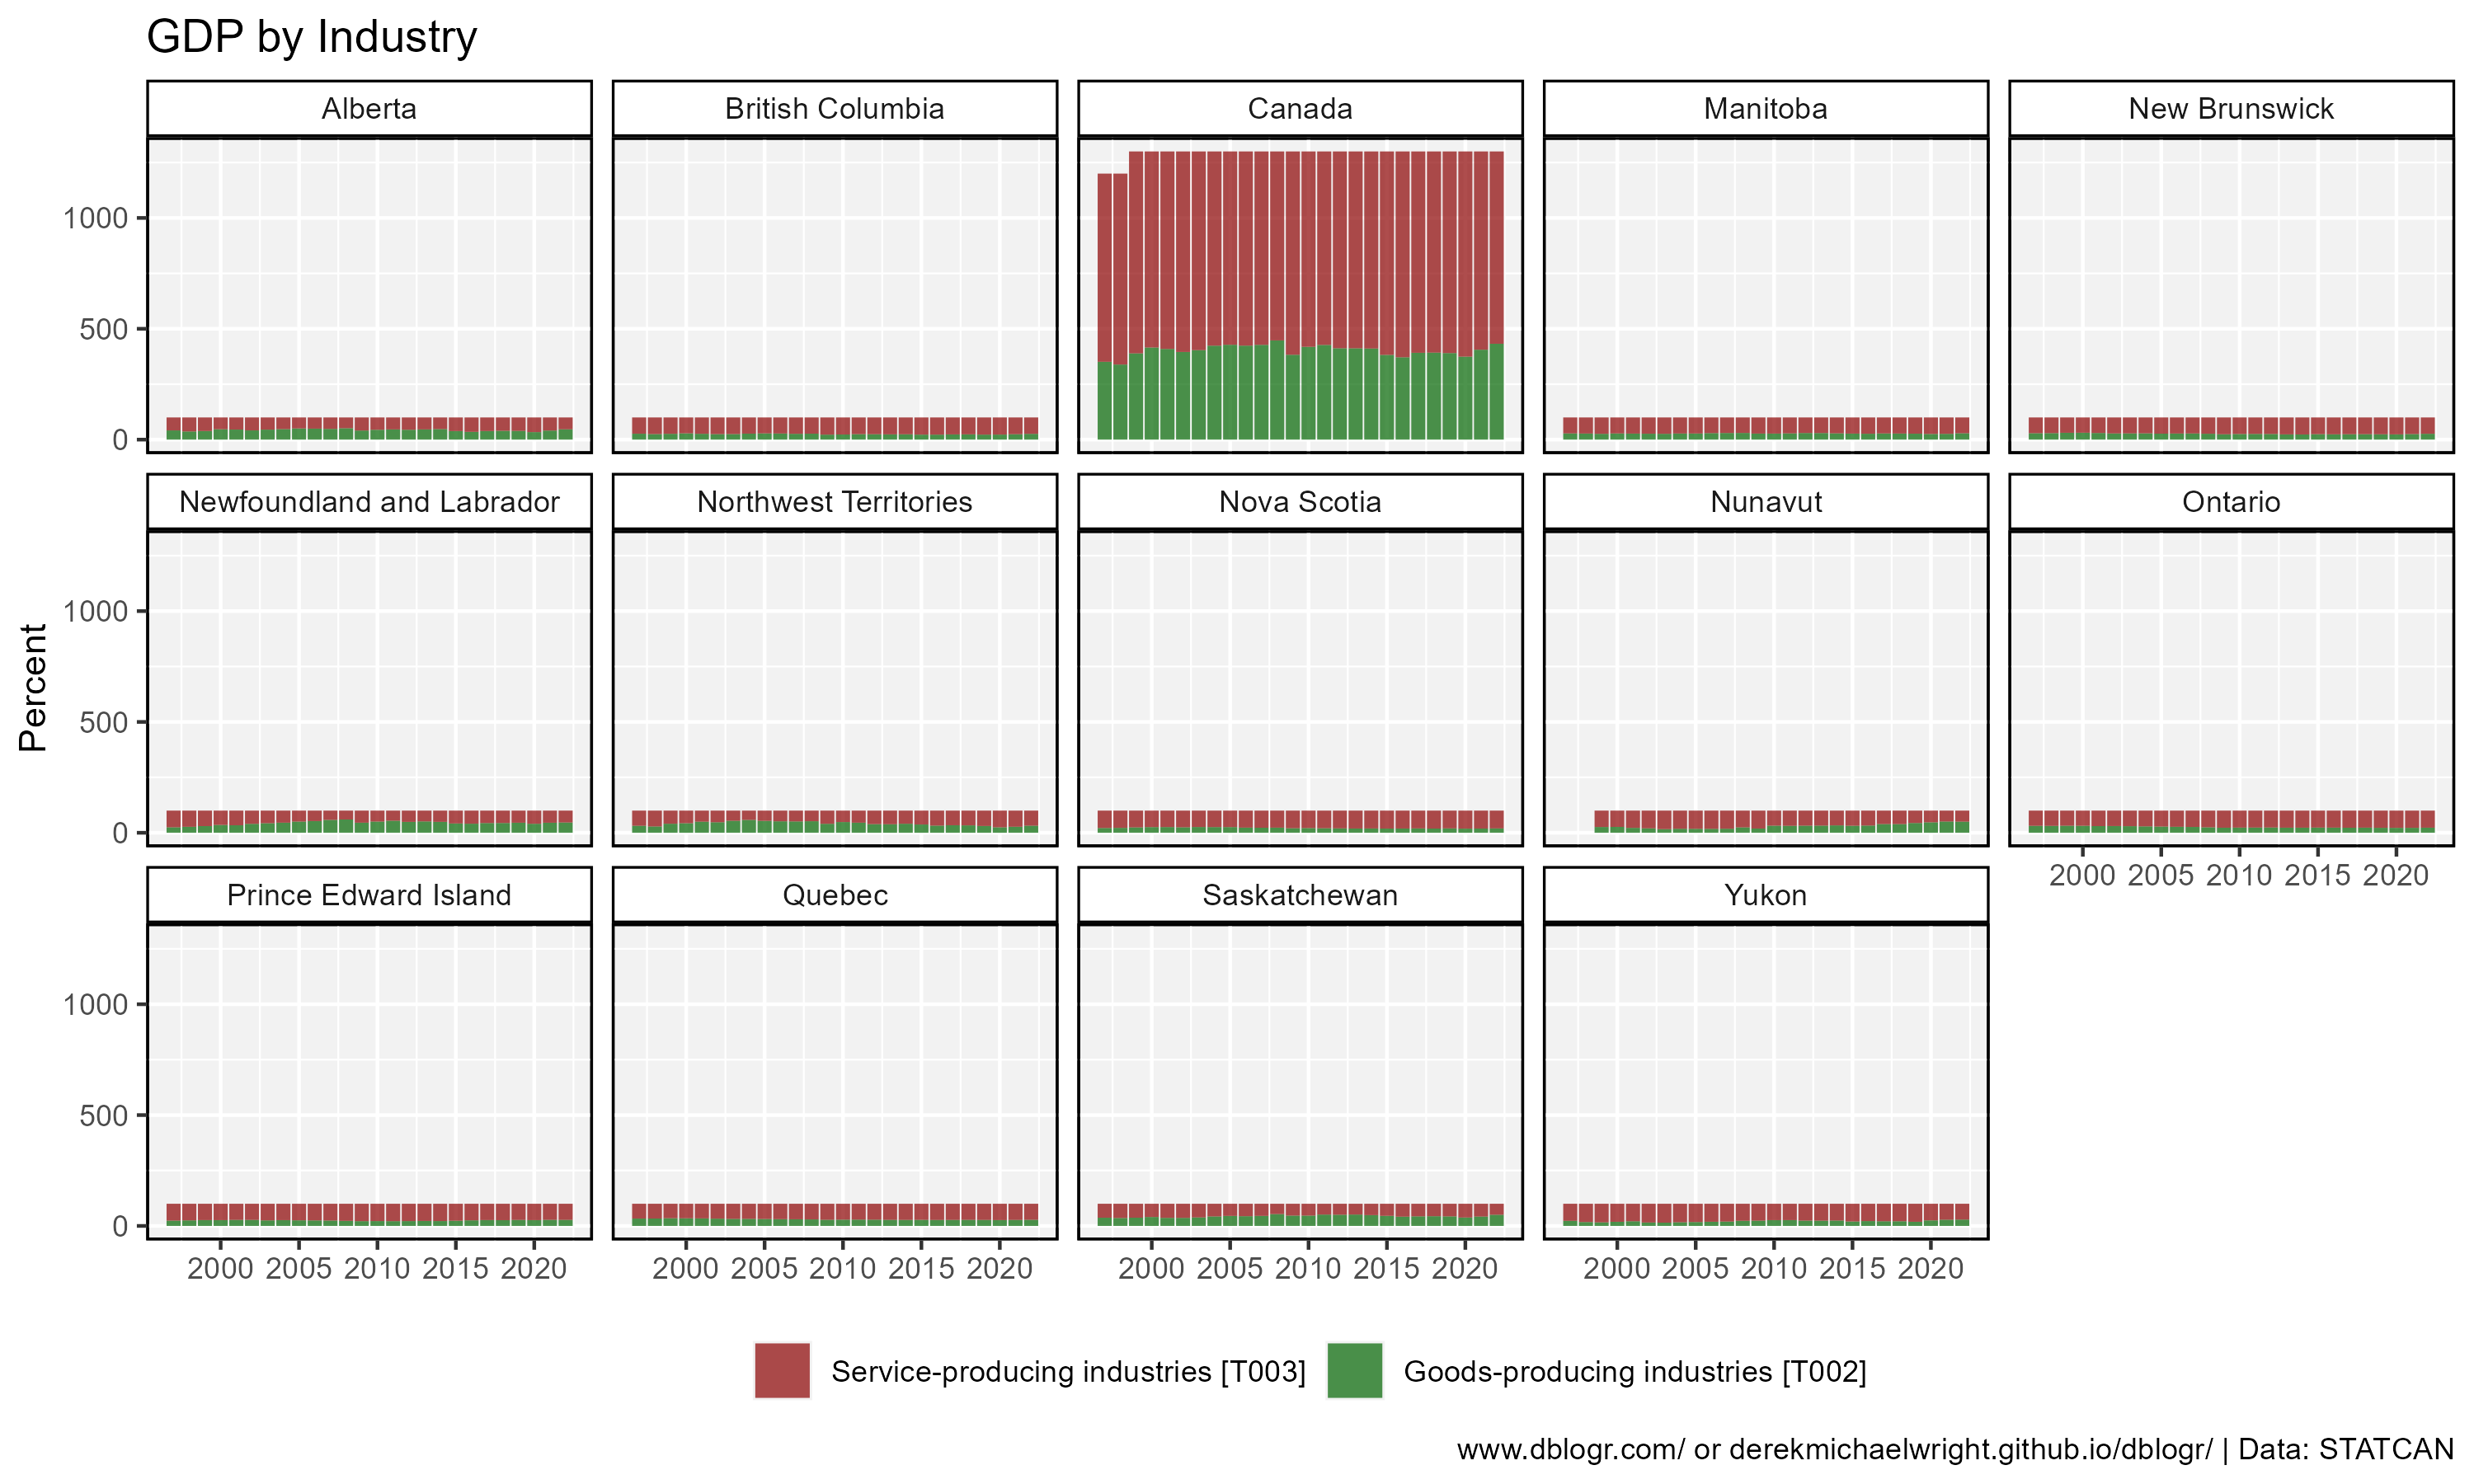 GDP by Industry
Alberta
British Columbia
Canada
Manitoba
New Brunswick
1000
500
0
Newfoundland and Labrador
Northwest Territories
Nova Scotia
Nunavut
Ontario
Percent
1000
500
0
2000 2005 2010 2015 2020
Prince Edward Island
Quebec
Saskatchewan
Yukon
1000
500
0
2000 2005 2010 2015 2020
2000 2005 2010 2015 2020
2000 2005 2010 2015 2020
2000 2005 2010 2015 2020
Service-producing industries [T003]
Goods-producing industries [T002]
www.dblogr.com/ or derekmichaelwright.github.io/dblogr/ | Data: STATCAN